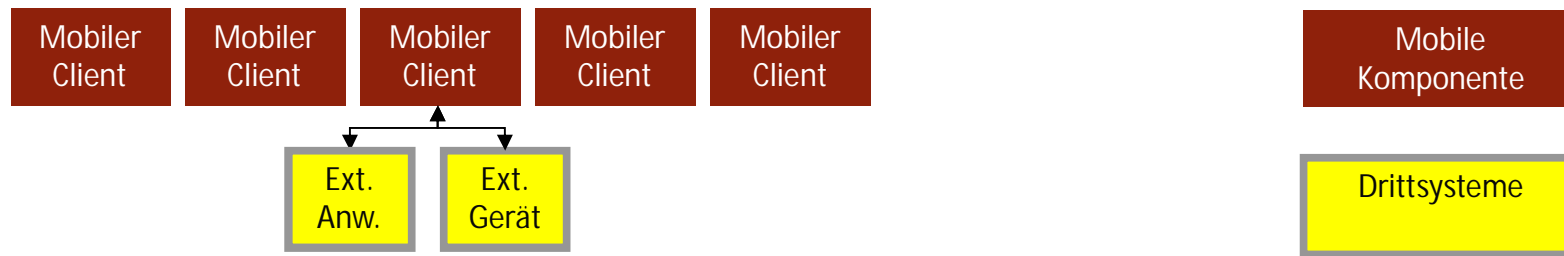 Mobiler
Client
Mobiler
Client
Mobiler
Client
Mobiler
Client
Mobiler
Client
Mobile
Komponente
Ext.
Anw.
Ext.
Gerät
Drittsysteme